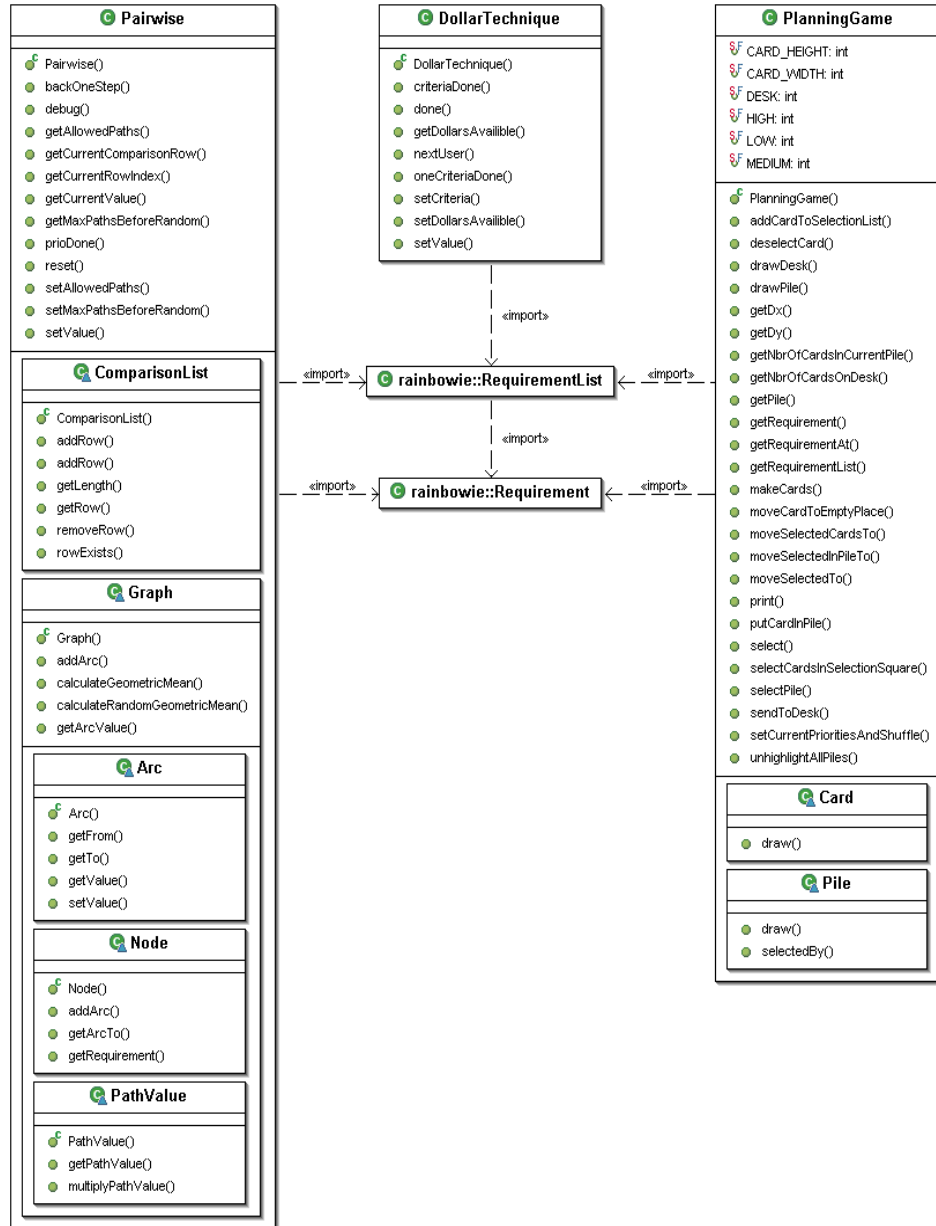 Pairwise
Pairwise()
backOneStep()
debug()
getAllowedPaths()
getCurrentComparisonRow()
getCurrentRowIndex()
getCurrentValue()
getMaxPathsBeforeRandom()
prioDone()
reset()
setAllowedPaths()
setMaxPathsBeforeRandom()
setValue()
ComparisonList
ComparisonList()
addRow()
addRow()
getLength()
getRow()
removeRow()
rowExists()
Graph
Graph()
addArc()
calculateGeometricMean()
calculateRandomGeometricMean()
getArcValue()
Arc
Arc()
getFrom()
getTo()
getValue()
setValue()
Node
Node()
addArc()
getArcTo()
getRequirement()
PathValue
PathValue()
getPathValue()
multiplyPathValue()
DollarTechnique
DollarTechnique()
criteriaDone()
done()
getDollarsAvailible()
nextUser()
oneCriteriaDone()
setCriteria()
setDollarsAvailible()
setValue()
«import»
«import»
rainbowie::RequirementList
«import»
«import»
«import»
rainbowie::Requirement
«import»
PlanningGame
CARD_HEIGHT: int
CARD_WIDTH: int
DESK: int
HIGH: int
LOW: int
MEDIUM: int
PlanningGame()
addCardToSelectionList()
deselectCard()
drawDesk()
drawPile()
getDx()
getDy()
getNbrOfCardsInCurrentPile()
getNbrOfCardsOnDesk()
getPile()
getRequirement()
getRequirementAt()
getRequirementList()
makeCards()
moveCardToEmptyPlace()
moveSelectedCardsTo()
moveSelectedInPileTo()
moveSelectedTo()
print()
putCardInPile()
select()
selectCardsInSelectionSquare()
selectPile()
sendToDesk()
setCurrentPrioritiesAndShuffle()
unhighlightAllPiles()
Card
draw()
Pile
draw()
selectedBy()